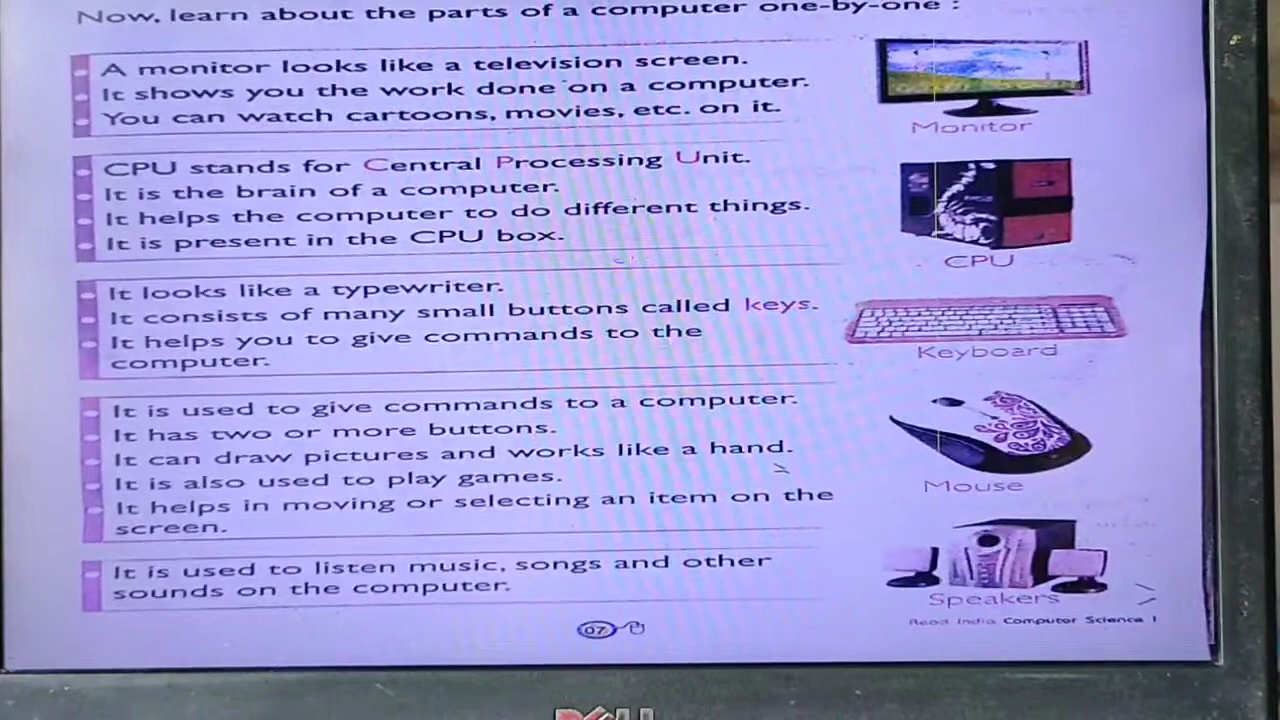 Now, learn about the parts of a computer one-by-one :
A monitor looks like a television screen.
It shows you the work done on a computer.
You can watch cartoons, movies, etc. on it.
Monitor
CPU stands for Central Processing Unit.
It is the brain of a computer.
It helps the computer to do different things.
It is present in the CPU box.
CPU
It looks like a typewriter.
It consists of many small buttons called keys.
It helps you to give commands to the
computer.
Keyboard
It is used to give commands to a computer.
It has two or more buttons.
It can draw pictures and works like a hand.
It is also used to play games.
It helps in moving or selecting an item on the
screen.
Mouse
It is used to listen music, songs and other
sounds on the computer.
Speakers
07
Read India Computer Science 1
DELL